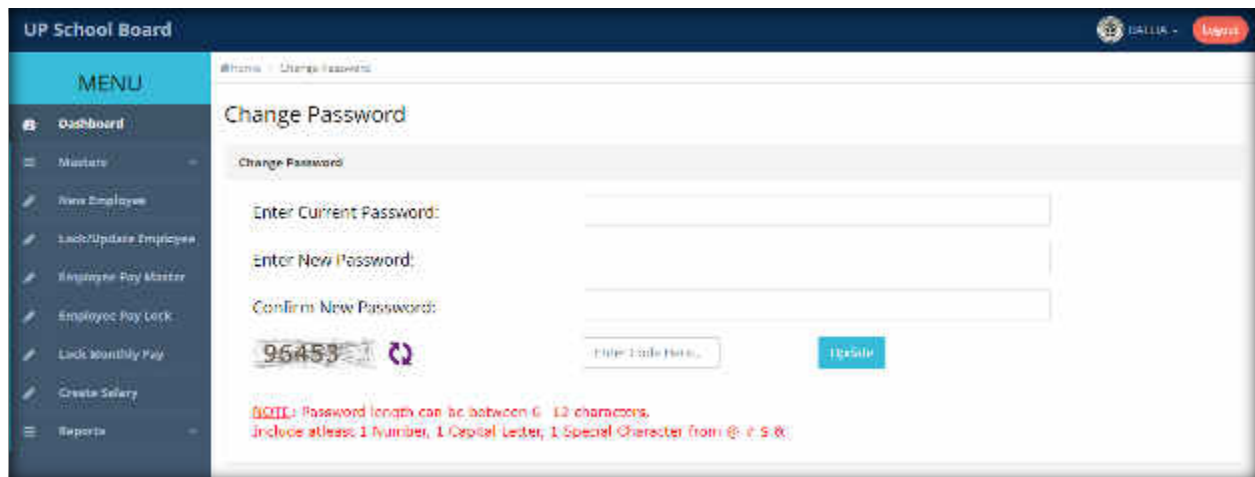 UP School Board
BALLIA
Logout
MENU
Home Change Password
Dashboard
Masters
New Employee
Lock/Update Employee
Employee Pay Master
Employee Pay Lock
Lock Monthly Pay
Create Salary
Reports
Change Password
Change Password
Enter Current Password:
Enter New Password:
Confirm New Password:
96453
Enter Code Here..
Update
NOTE: Password length can be between 6 12 characters.
Include atleast 1 Number, 1 Capital Letter, 1 Special Character from @ # $ &